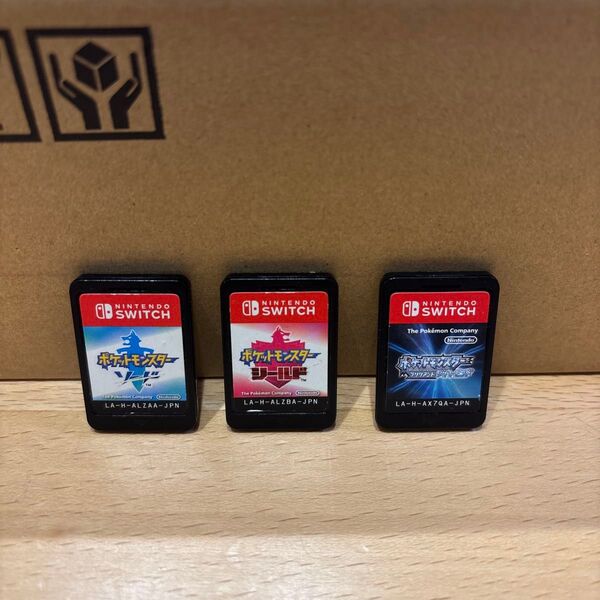 NINTENDO
SWITCH
ポケットモンスター
ソード
The Pokémon Company
Nintendo
LA-H-ALZAA-JPN
NINTENDO
SWITCH
ポケットモンスター
シールド
The Pokémon Company
Nintendo
LA-H-ALZBA-JPN
NINTENDO
SWITCH
The Pokémon Company
Nintendo
ポケットモンスター
ブリリアントダイヤモンド
LA-H-AX7QA-JPN